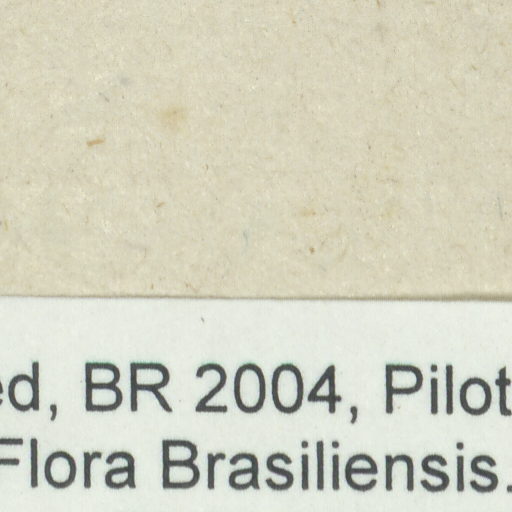 ed, BR 2004, Pilot
Flora Brasiliensis.